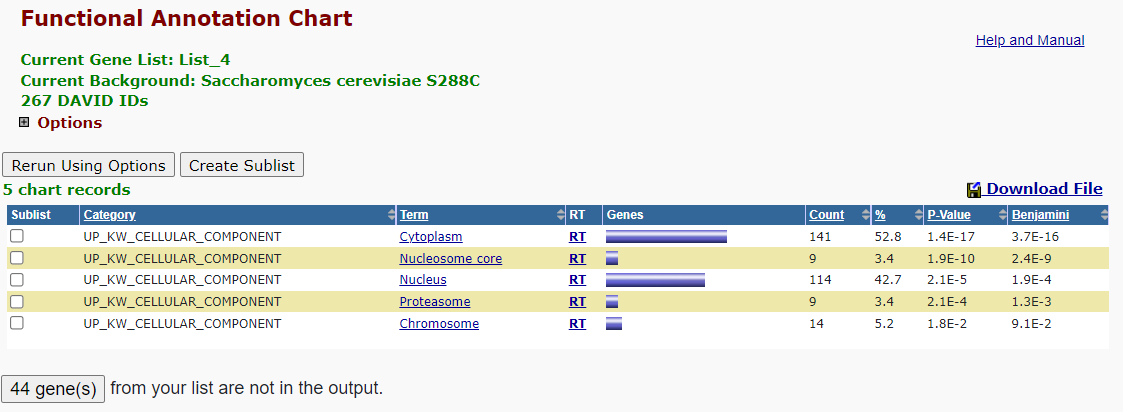 Functional Annotation Chart
Help and Manual
Current Gene List: List_4
Current Background: Saccharomyces cerevisiae S288C
267 DAVID IDs
Options
Rerun Using Options Create Sublist
5 chart records Download File
Sublist Category Term RT Genes Count % P-Value Benjamini
UP_KW_CELLULAR_COMPONENT Cytoplasm RT 141 52.8 1.4E-17 3.7E-16
UP_KW_CELLULAR_COMPONENT Nucleosome core RT 9 3.4 1.9E-10 2.4E-9
UP_KW_CELLULAR_COMPONENT Nucleus RT 114 42.7 2.1E-5 1.9E-4
UP_KW_CELLULAR_COMPONENT Proteasome RT 9 3.4 2.1E-4 1.3E-3
UP_KW_CELLULAR_COMPONENT Chromosome RT 14 5.2 1.8E-2 9.1E-2
44 gene(s) from your list are not in the output.